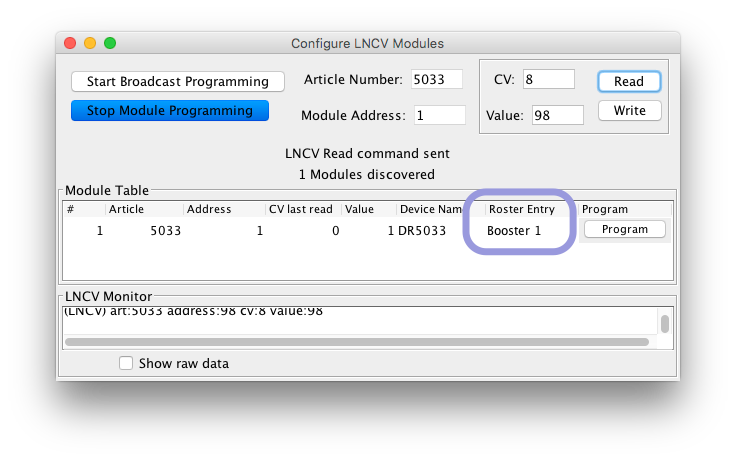 Configure LNCV Modules
Start Broadcast Programming Article Number: 5033 CV: 8 Read
Stop Module Programming Module Address: 1 Value: 98 Write
LNCV Read command sent
1 Modules discovered
Module Table
# Article Address CV last read Value Device Nam Roster Entry Program
1 5033 1 0 1 DR5033 Booster 1 Program
LNCV Monitor
(LNCV) art:5033 address:98 cv:8 value:98
Show raw data